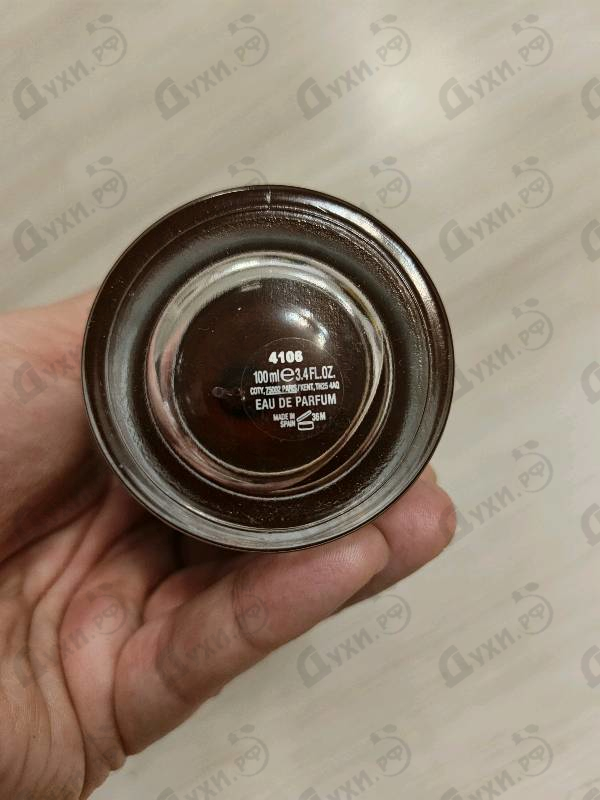 4106
100 ml e 3.4 FL.OZ.
COTY, 75002 PARIS/KENT, TN25 4AQ
EAU DE PARFUM
MADE IN
SPAIN
36M
Духи.рф